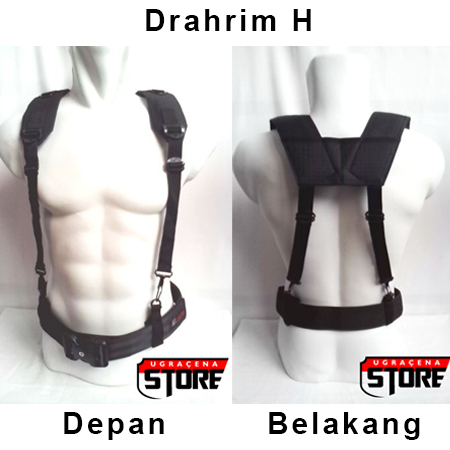 Drahrim H
UGRAÇENA
STORE
UGRAÇENA
STORE
Depan
Belakang